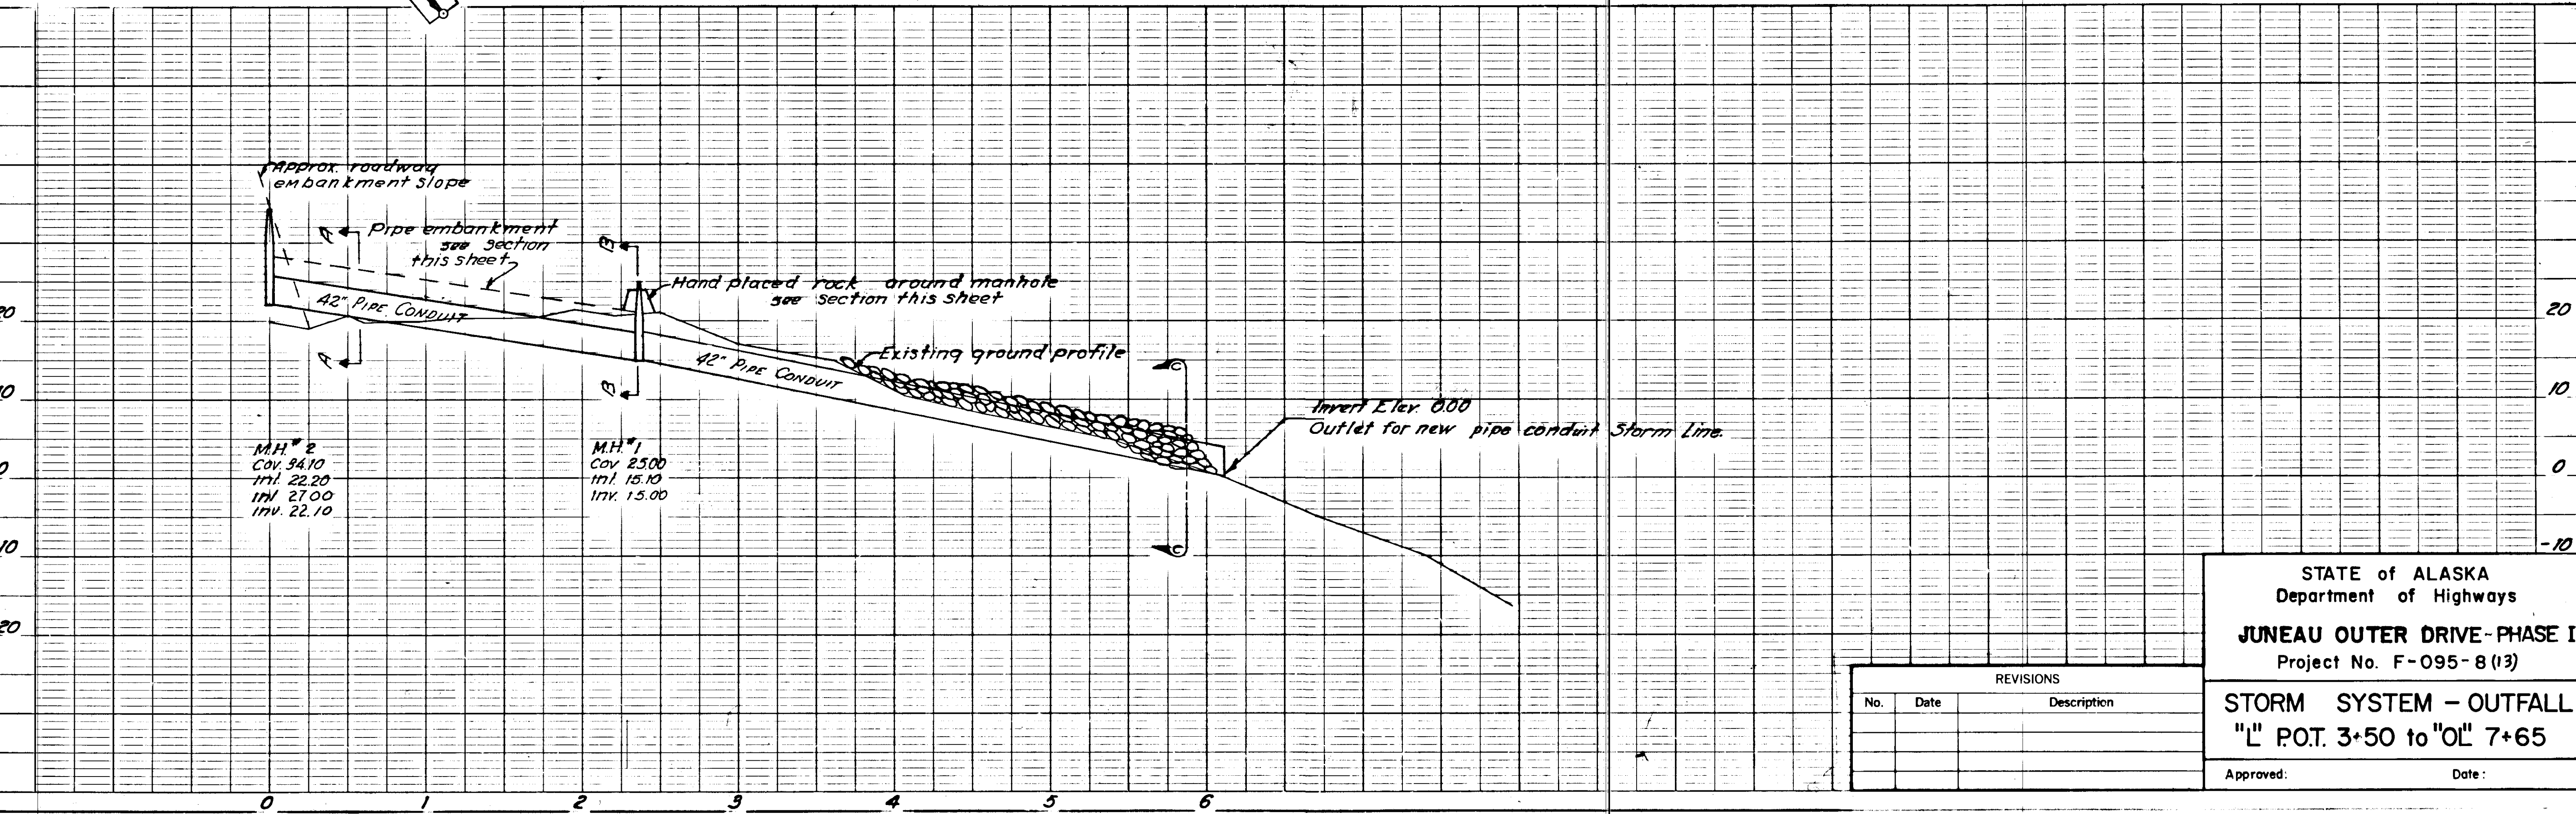 Approx. roadway
embankment slope
Pipe embankment
see section
this sheet
A
A
B
B
Hand placed rock around manhole
see section this sheet
42" PIPE CONDUIT
42" PIPE CONDUIT
Existing ground profile
C
C
Invert Elev. 0.00
Outlet for new pipe conduit Storm Line.
M.H. #2
Cov. 34.10
Inl. 22.20
Inl 27.00
Inv. 22.10
M.H. #1
Cov 25.00
Inl. 15.10
Inv. 15.00
20
10
0
-10
0
1
2
3
4
5
6
REVISIONS
No. Date Description
STATE of ALASKA
Department of Highways
JUNEAU OUTER DRIVE-PHASE I
Project No. F-095-8(13)
STORM SYSTEM - OUTFALL
"L" P.O.T. 3+50 to "OL" 7+65
Approved: Date: